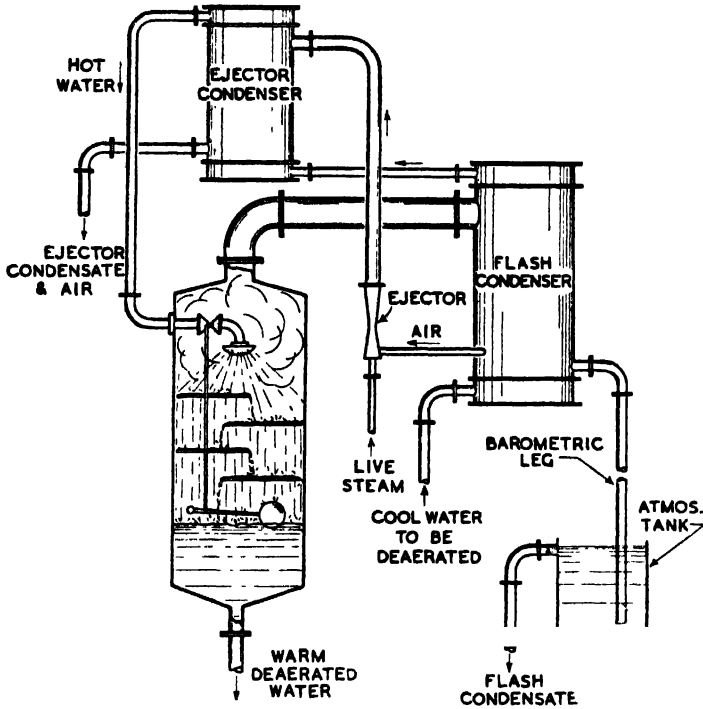 HOT
WATER
EJECTOR
CONDENSER
EJECTOR
CONDENSATE
& AIR
FLASH
CONDENSER
EJECTOR
AIR
LIVE
STEAM
COOL WATER
TO BE
DEAERATED
BAROMETRIC
LEG
ATMOS.
TANK
WARM
DEAERATED
WATER
FLASH
CONDENSATE